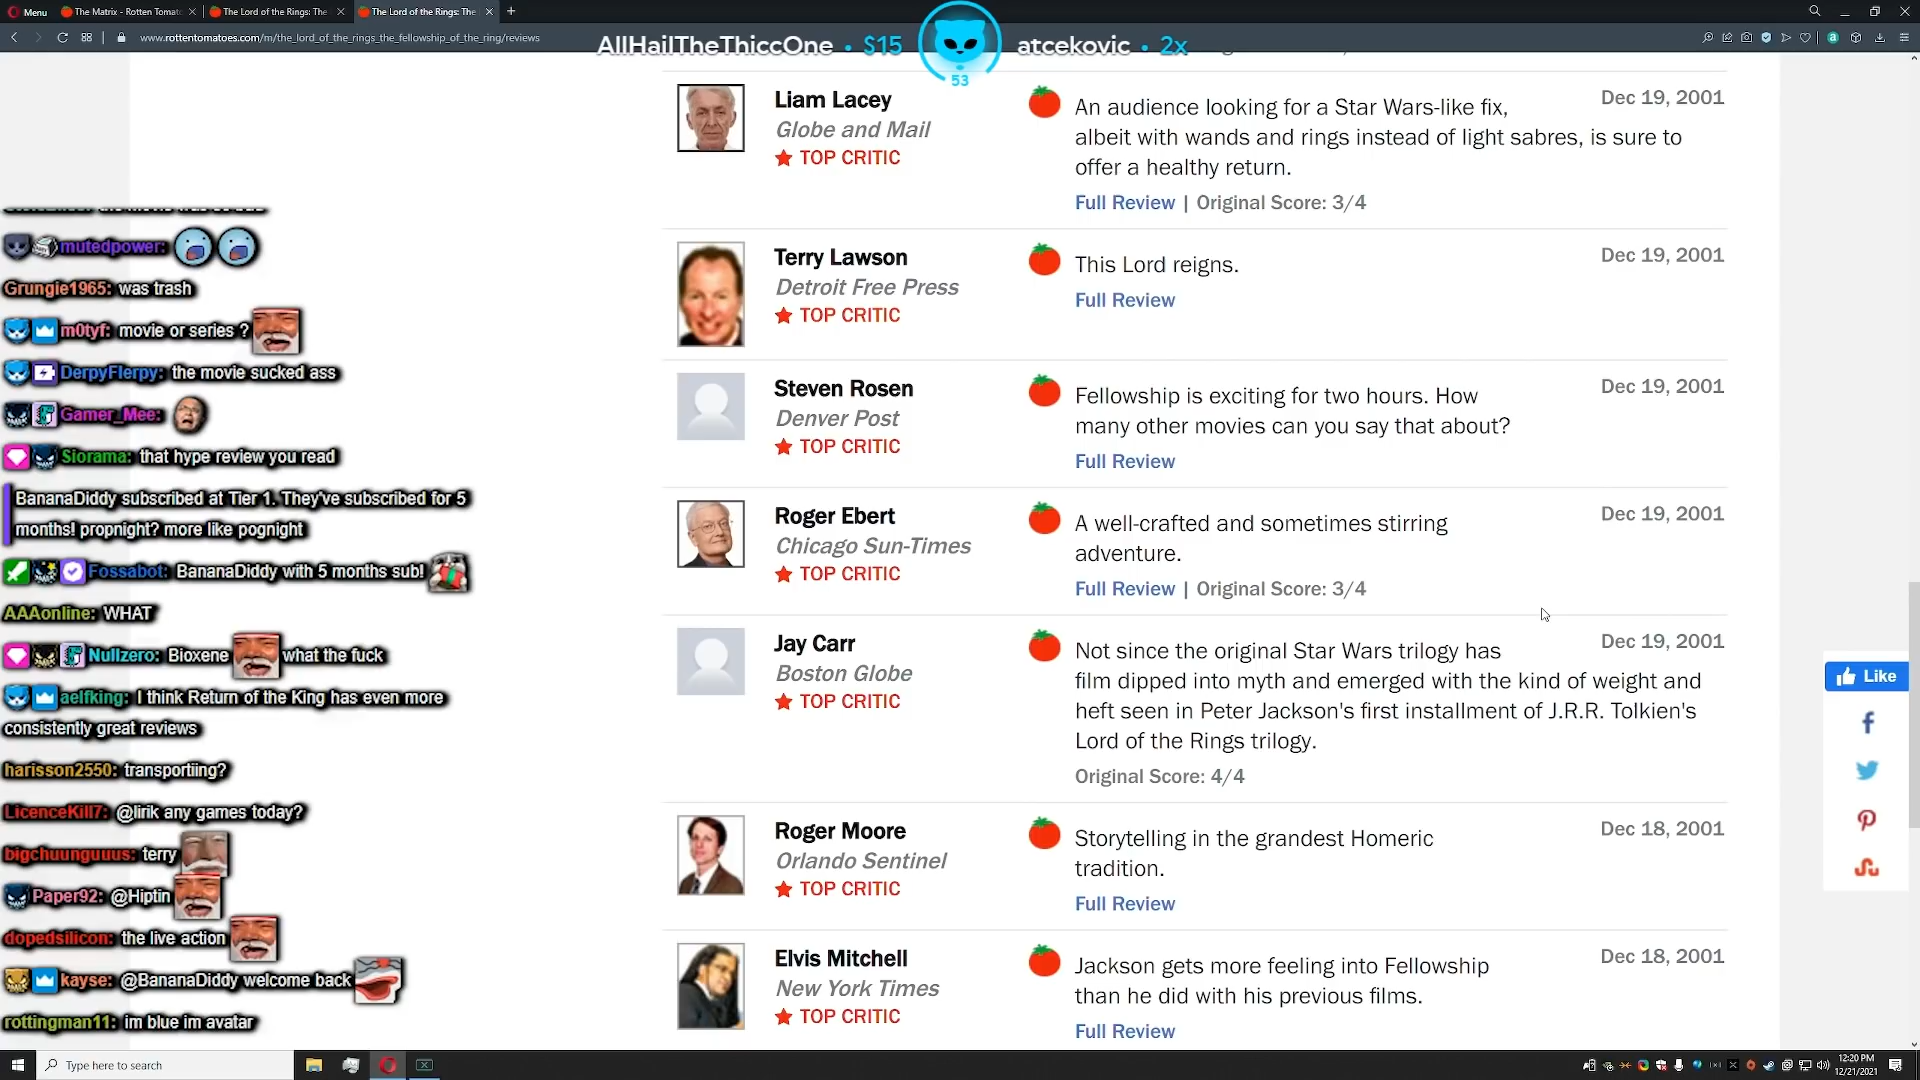 Menu
The Matrix - Rotten Tomato
The Lord of the Rings: The
The Lord of the Rings: The
www.rottentomatoes.com/m/the_lord_of_the_rings_the_fellowship_of_the_ring/reviews
AllHailTheThiccOne • $15
53
atcekovic • 2x
Liam Lacey
Globe and Mail
TOP CRITIC
An audience looking for a Star Wars-like fix,
albeit with wands and rings instead of light sabres, is sure to
offer a healthy return.
Full Review | Original Score: 3/4
Dec 19, 2001
Terry Lawson
Detroit Free Press
TOP CRITIC
This Lord reigns.
Full Review
Dec 19, 2001
Steven Rosen
Denver Post
TOP CRITIC
Fellowship is exciting for two hours. How
many other movies can you say that about?
Full Review
Dec 19, 2001
Roger Ebert
Chicago Sun-Times
TOP CRITIC
A well-crafted and sometimes stirring
adventure.
Full Review | Original Score: 3/4
Dec 19, 2001
Jay Carr
Boston Globe
TOP CRITIC
Not since the original Star Wars trilogy has
film dipped into myth and emerged with the kind of weight and
heft seen in Peter Jackson's first installment of J.R.R. Tolkien's
Lord of the Rings trilogy.
Original Score: 4/4
Dec 19, 2001
Roger Moore
Orlando Sentinel
TOP CRITIC
Storytelling in the grandest Homeric
tradition.
Full Review
Dec 18, 2001
Elvis Mitchell
New York Times
TOP CRITIC
Jackson gets more feeling into Fellowship
than he did with his previous films.
Full Review
Dec 18, 2001
mutedpower:
Grungie1965: was trash
m0tyf: movie or series ?
DerpyFlerpy: the movie sucked ass
Gamer_Mee:
Siorama: that hype review you read
BananaDiddy subscribed at Tier 1. They've subscribed for 5
months! propnight? more like pognight
Fossabot: BananaDiddy with 5 months sub!
AAAonline: WHAT
Nullzero: Bioxene what the fuck
aelfking: I think Return of the King has even more
consistently great reviews
harisson2550: transportiing?
LicenceKill7: @lirik any games today?
bigchuunguuus: terry
Paper92: @Hiptin
dopedsilicon: the live action
kayse: @BananaDiddy welcome back
rottingman11: im blue im avatar
Like
Type here to search
12:20 PM
12/21/2021